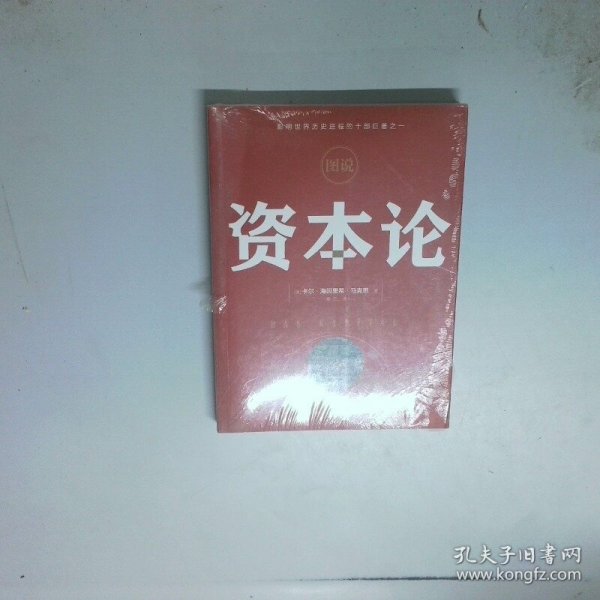 影响世界历史进程的十部巨著之一
图说
资本论
[德]卡尔·海因里希·马克思 著
孔夫子旧书网
www.kongfz.com